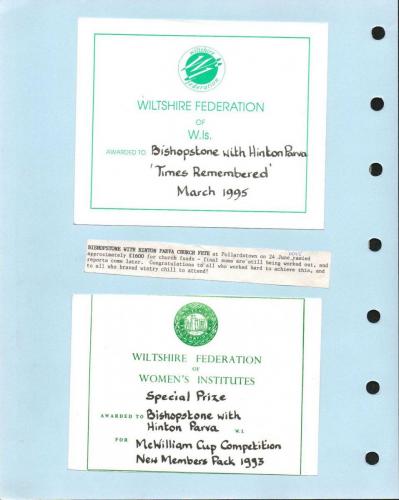 wiltshire
federation
WILTSHIRE FEDERATION
OF
W.Is.
AWARDED TO Bishopstone with Hinton Parva
'Times Remembered'
March 1995
BISHOPSTONE WITH HINTON PARVA CHURCH FETE at Pollardstown on 24 June raised
approximately £1600 for church funds - final sums are still being worked out, and
reports come later. Congratulations to all who worked hard to achieve this, and
to all who braved wintry chill to attend!
WILTSHIRE FEDERATION
OF
WOMEN'S INSTITUTES
Special Prize
AWARDED TO Bishopstone with
Hinton Parva W.I.
FOR McWilliam Cup Competition
New Members Pack 1993